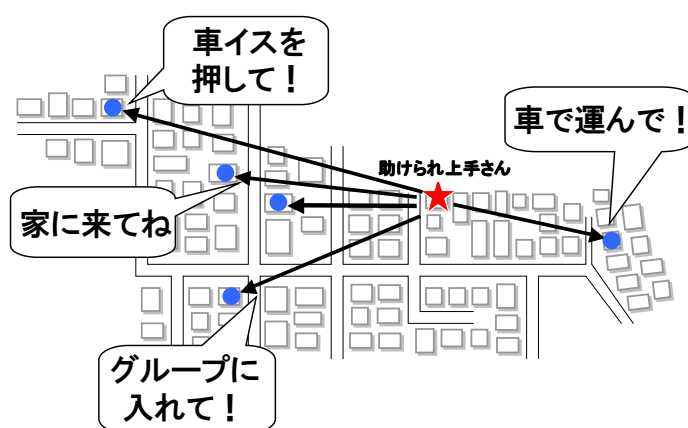 車イスを
押して！
車で運んで！
助けられ上手さん
家に来てね
グループに
入れて！